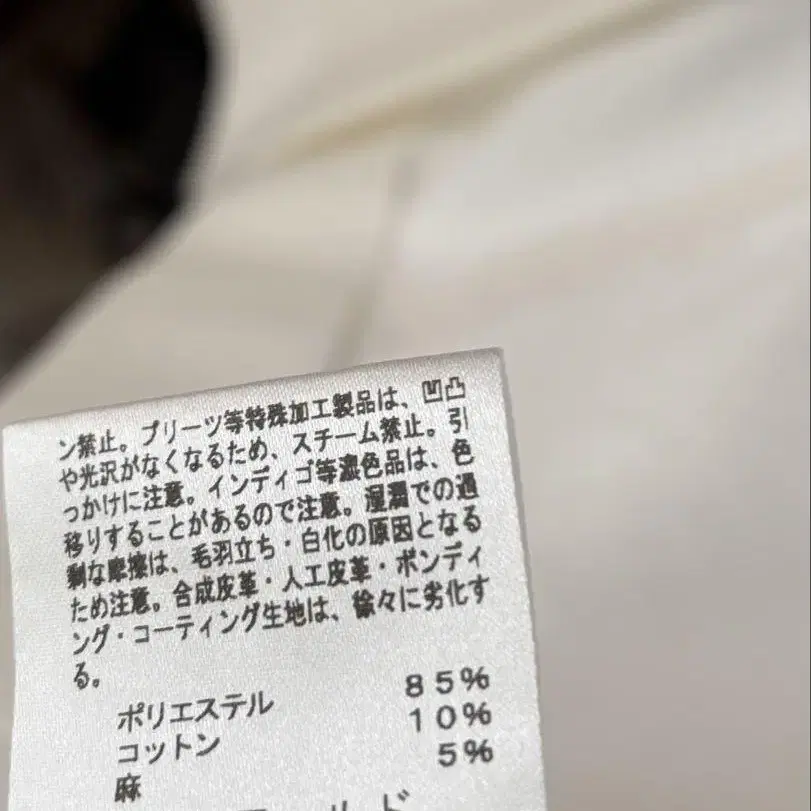 ン禁止。プリーツ等特殊加工製品は、凹凸
や光沢がなくなるため、スチーム禁止。引
っかけに注意。インディゴ等濃色品は、色
移りすることがあるので注意。湿潤での過
剰な摩擦は、毛羽立ち・白化の原因となる
ため注意。合成皮革・人工皮革・ボンディ
ング・コーティング生地は、徐々に劣化す
る。
ポリエステル 85%
コットン 10%
麻 5%